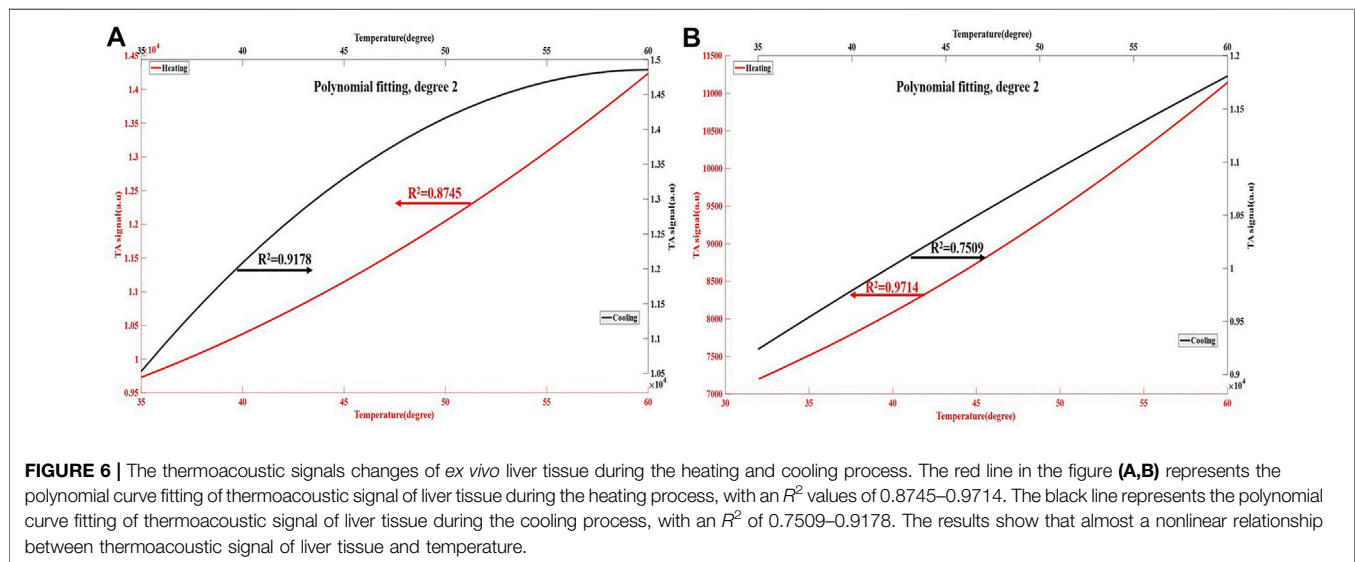 A
Temperature(degree)
35 40 45 50 55 60
1.45 ×10⁴
1.4
1.35
1.3
1.25
1.2
1.15
1.1
1.05
1
0.95
TA signal(a.u)
Heating
Polynomial fitting, degree 2
R²=0.8745
R²=0.9178
Cooling
1.5
1.45
1.4
1.35
1.3
1.25
1.2
1.15
1.1
1.05
×10⁴
TA signal(a.u)
35 40 45 50 55 60
Temperature(degree)
B
Temperature(degree)
35 40 45 50 55 60
11500
11000
10500
10000
9500
9000
8500
8000
7500
7000
TA signal(a.u)
Heating
Polynomial fitting, degree 2
R²=0.7509
R²=0.9714
Cooling
1.2
1.15
1.1
1.05
1
0.95
0.9
×10⁴
TA signal(a.u)
30 35 40 45 50 55 60
Temperature(degree)
FIGURE 6 | The thermoacoustic signals changes of ex vivo liver tissue during the heating and cooling process. The red line in the figure (A,B) represents the
polynomial curve fitting of thermoacoustic signal of liver tissue during the heating process, with an R² values of 0.8745–0.9714. The black line represents the polynomial
curve fitting of thermoacoustic signal of liver tissue during the cooling process, with an R² of 0.7509–0.9178. The results show that almost a nonlinear relationship
between thermoacoustic signal of liver tissue and temperature.